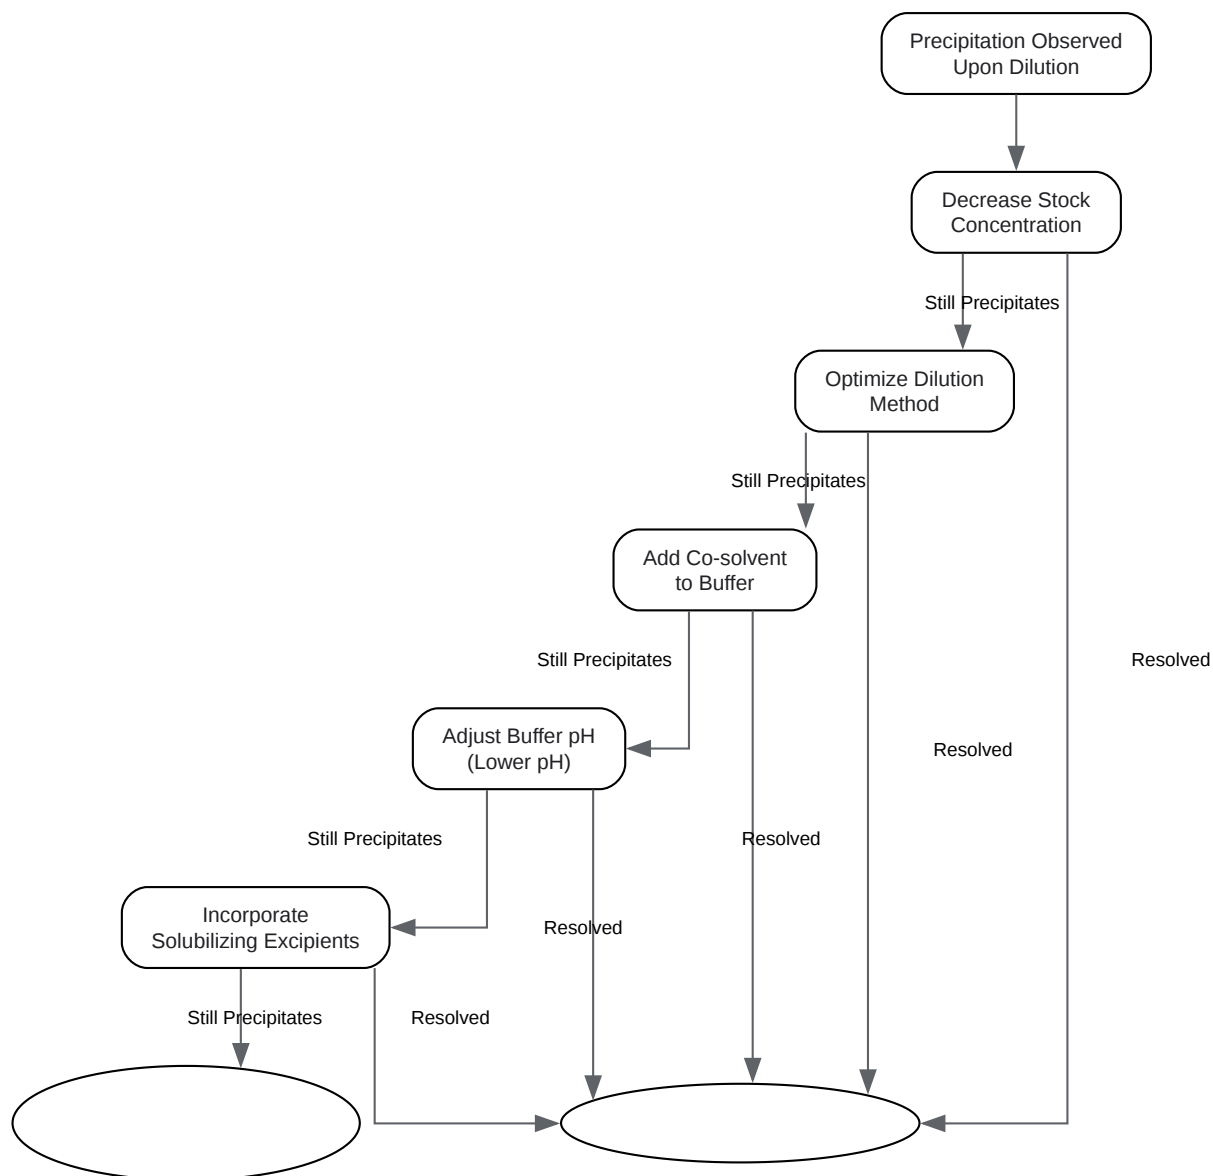 Precipitation Observed
Upon Dilution
Decrease Stock
Concentration
Still Precipitates
Optimize Dilution
Method
Still Precipitates
Add Co-solvent
to Buffer
Still Precipitates
Resolved
Adjust Buffer pH
(Lower pH)
Resolved
Still Precipitates
Resolved
Incorporate
Solubilizing Excipients
Resolved
Still Precipitates
Resolved